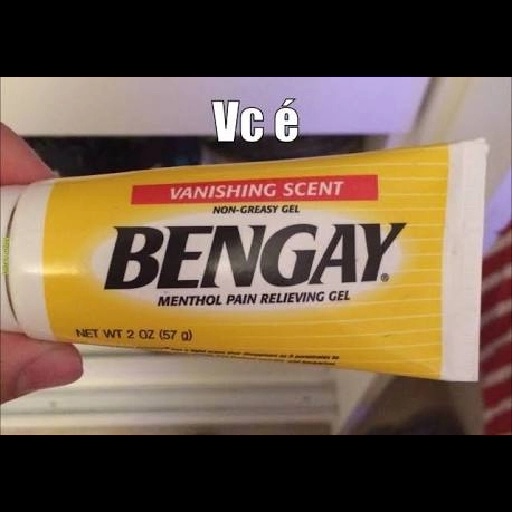 Vc é
VANISHING SCENT
NON-GREASY GEL
BENGAY®
MENTHOL PAIN RELIEVING GEL
NET WT 2 OZ (57 g)